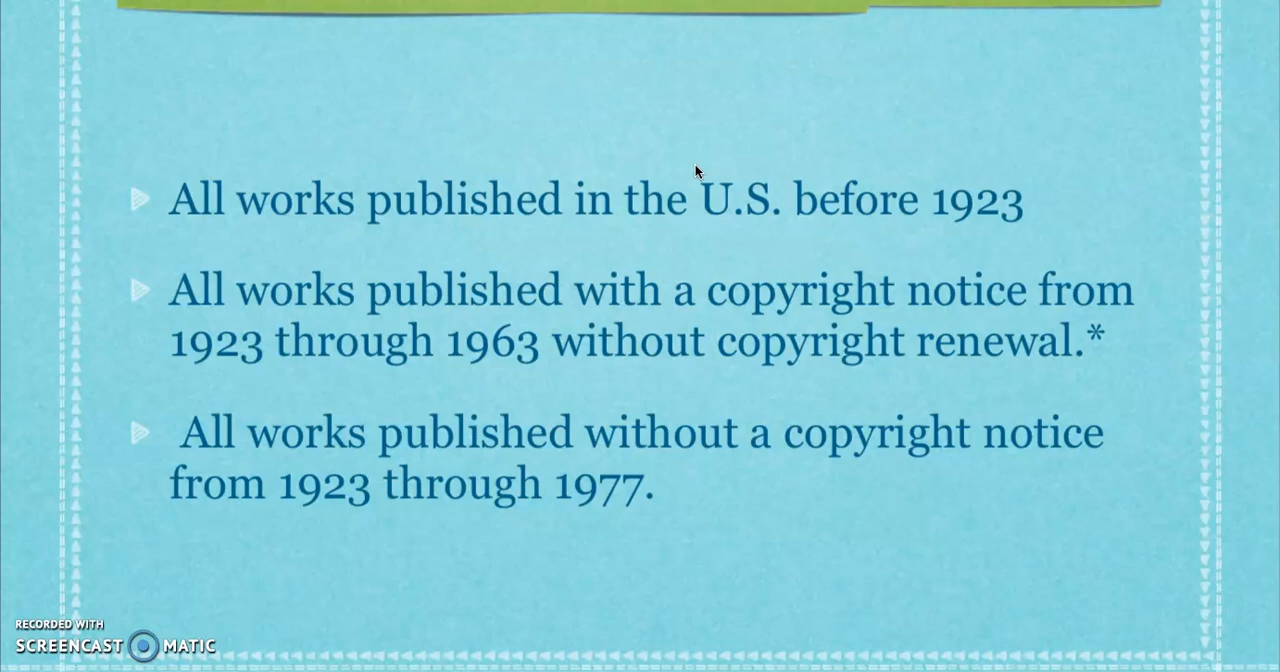 All works published in the U.S. before 1923
All works published with a copyright notice from
1923 through 1963 without copyright renewal.*
All works published without a copyright notice
from 1923 through 1977.
RECORDED WITH
SCREENCAST MATIC